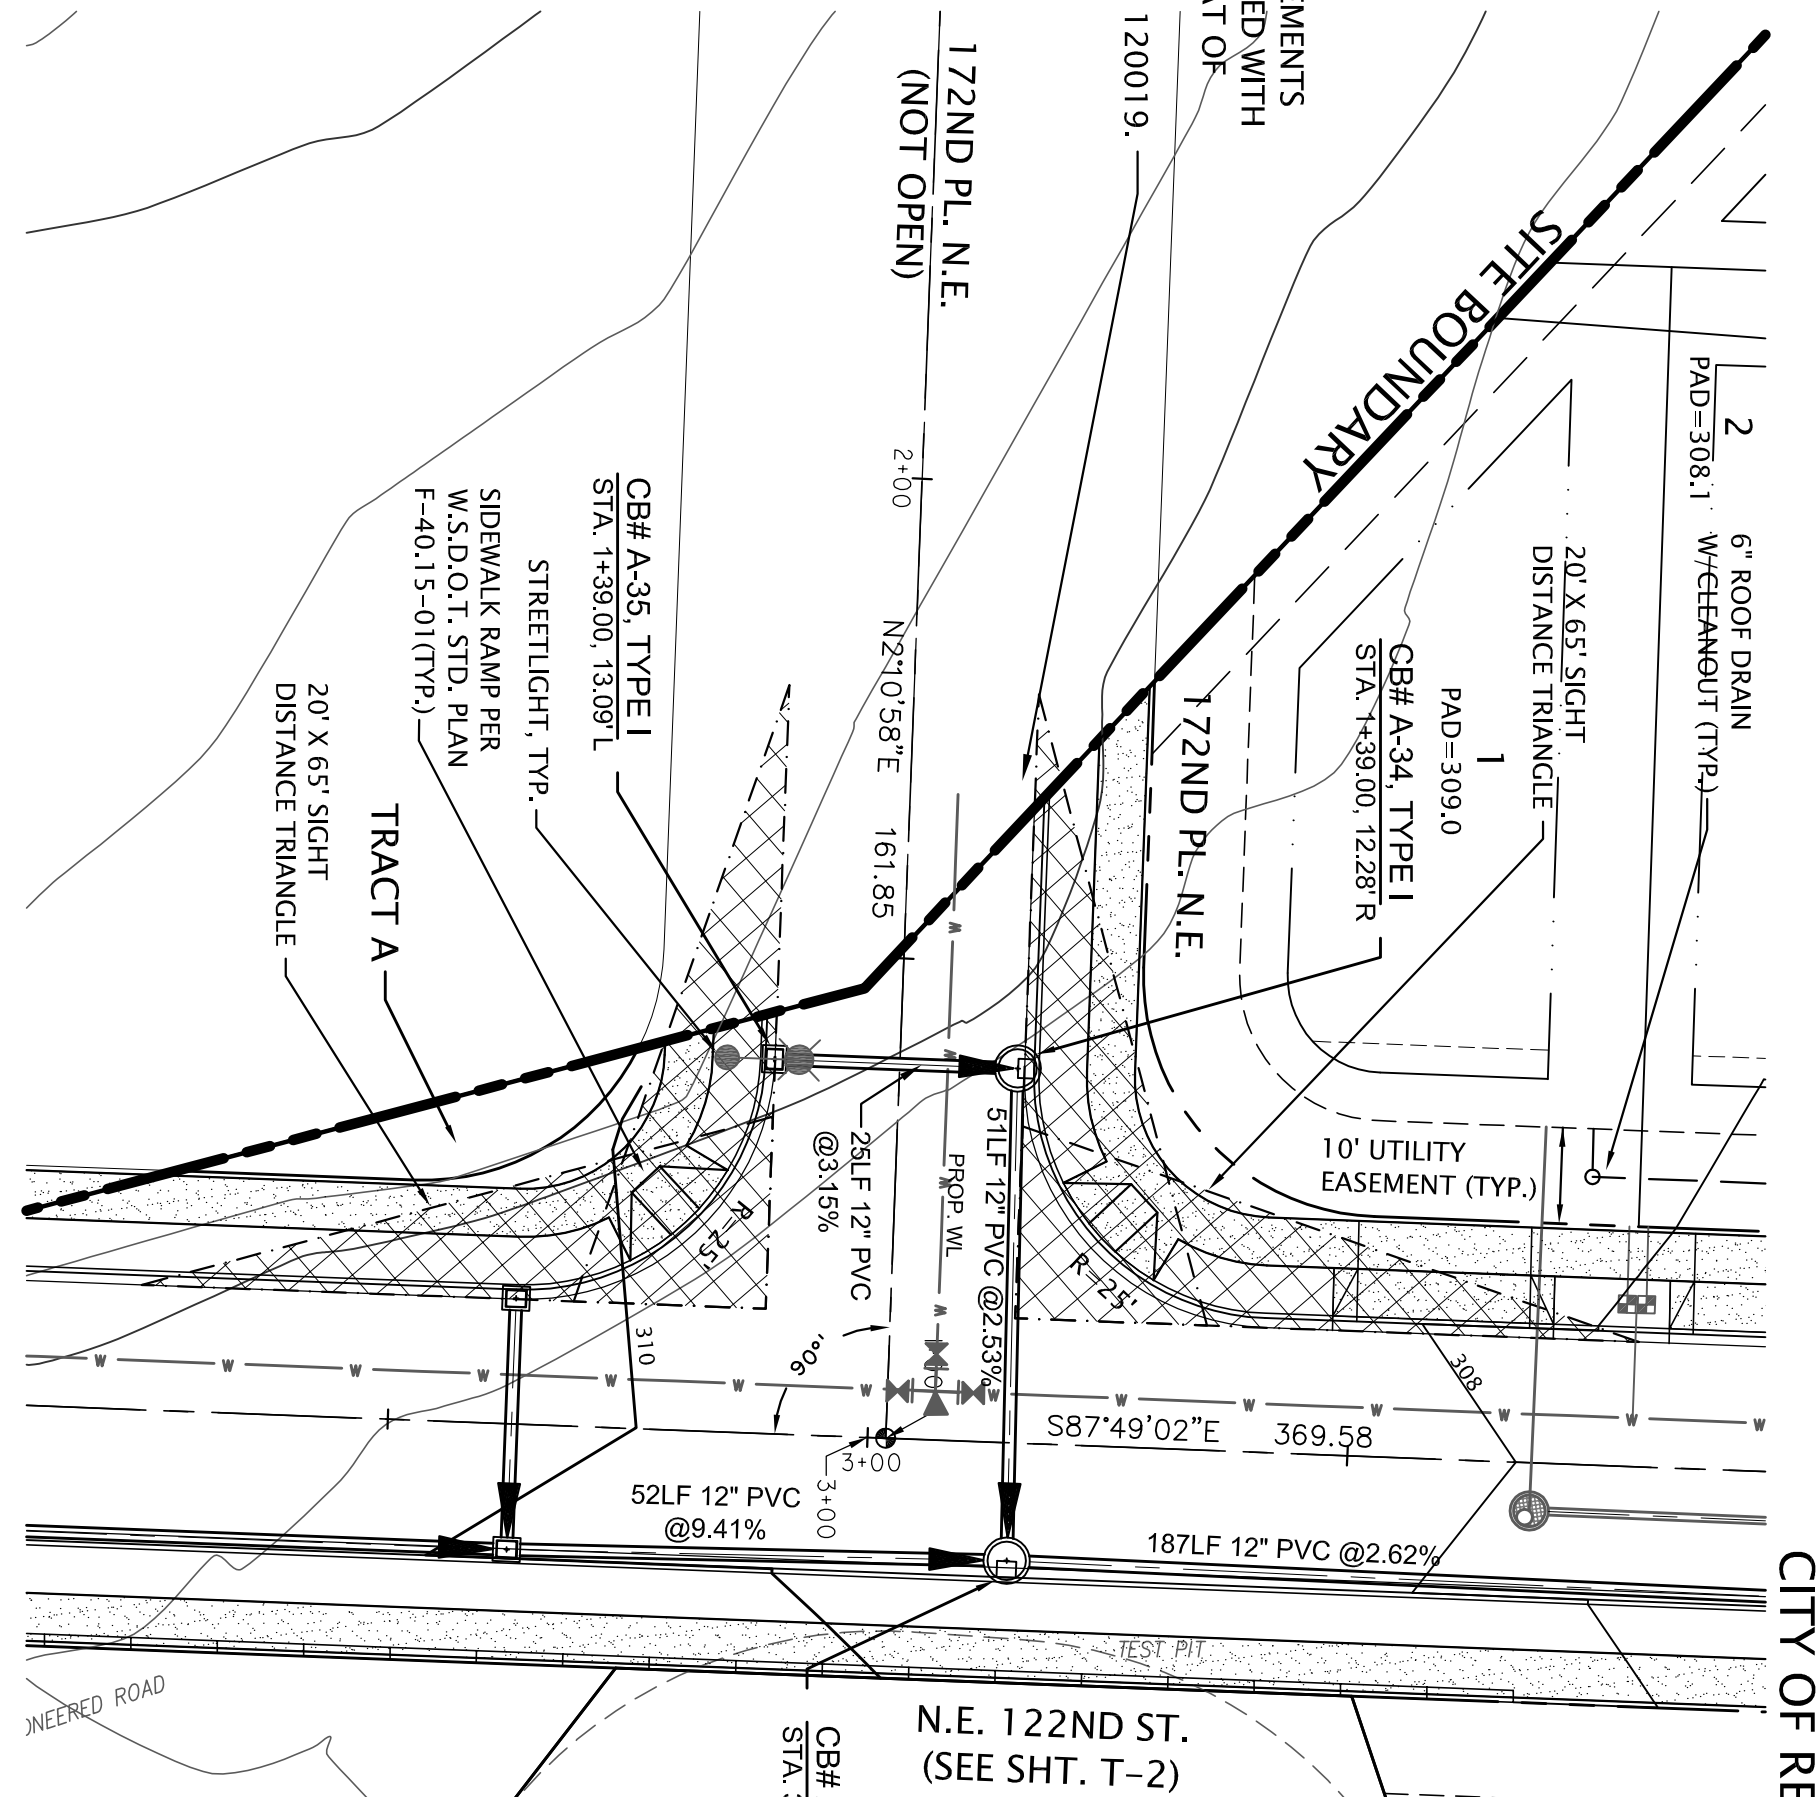 EMENTS
ED WITH
AT OF
120019.
172ND PL. N.E.
(NOT OPEN)
SITE BOUNDARY
2
PAD=308.1
6" ROOF DRAIN
W/CLEANOUT (TYP.)
20' X 65' SIGHT
DISTANCE TRIANGLE
1
PAD=309.0
CB# A-34, TYPE I
STA. 1+39.00, 12.28' R
172ND PL. N.E.
2+00
N2°10'58"E 161.85
CB# A-35, TYPE I
STA. 1+39.00, 13.09' L
STREETLIGHT, TYP.
SIDEWALK RAMP PER
W.S.D.O.T. STD. PLAN
F-40.15-01(TYP.)
20' X 65' SIGHT
DISTANCE TRIANGLE
TRACT A
W
W
W
W
25LF 12" PVC
@3.15%
PROP. WL
51LF 12" PVC @2.53%
10' UTILITY
EASEMENT (TYP.)
R=25'
R=25'
310
90°
308
W W W W W W W W W W W W W W
S87°49'02"E 369.58
3+00
3+00
52LF 12" PVC
@9.41%
187LF 12" PVC @2.62%
TEST PIT
ONEERED ROAD
N.E. 122ND ST.
(SEE SHT. T-2)
CB#
STA.
CITY OF RE